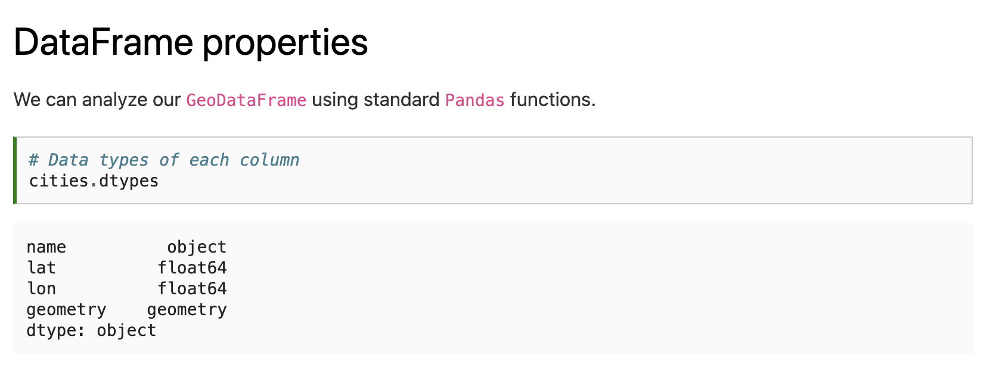 DataFrame properties
We can analyze our GeoDataFrame using standard Pandas functions.
# Data types of each column
cities.dtypes
name          object
lat          float64
lon          float64
geometry    geometry
dtype: object